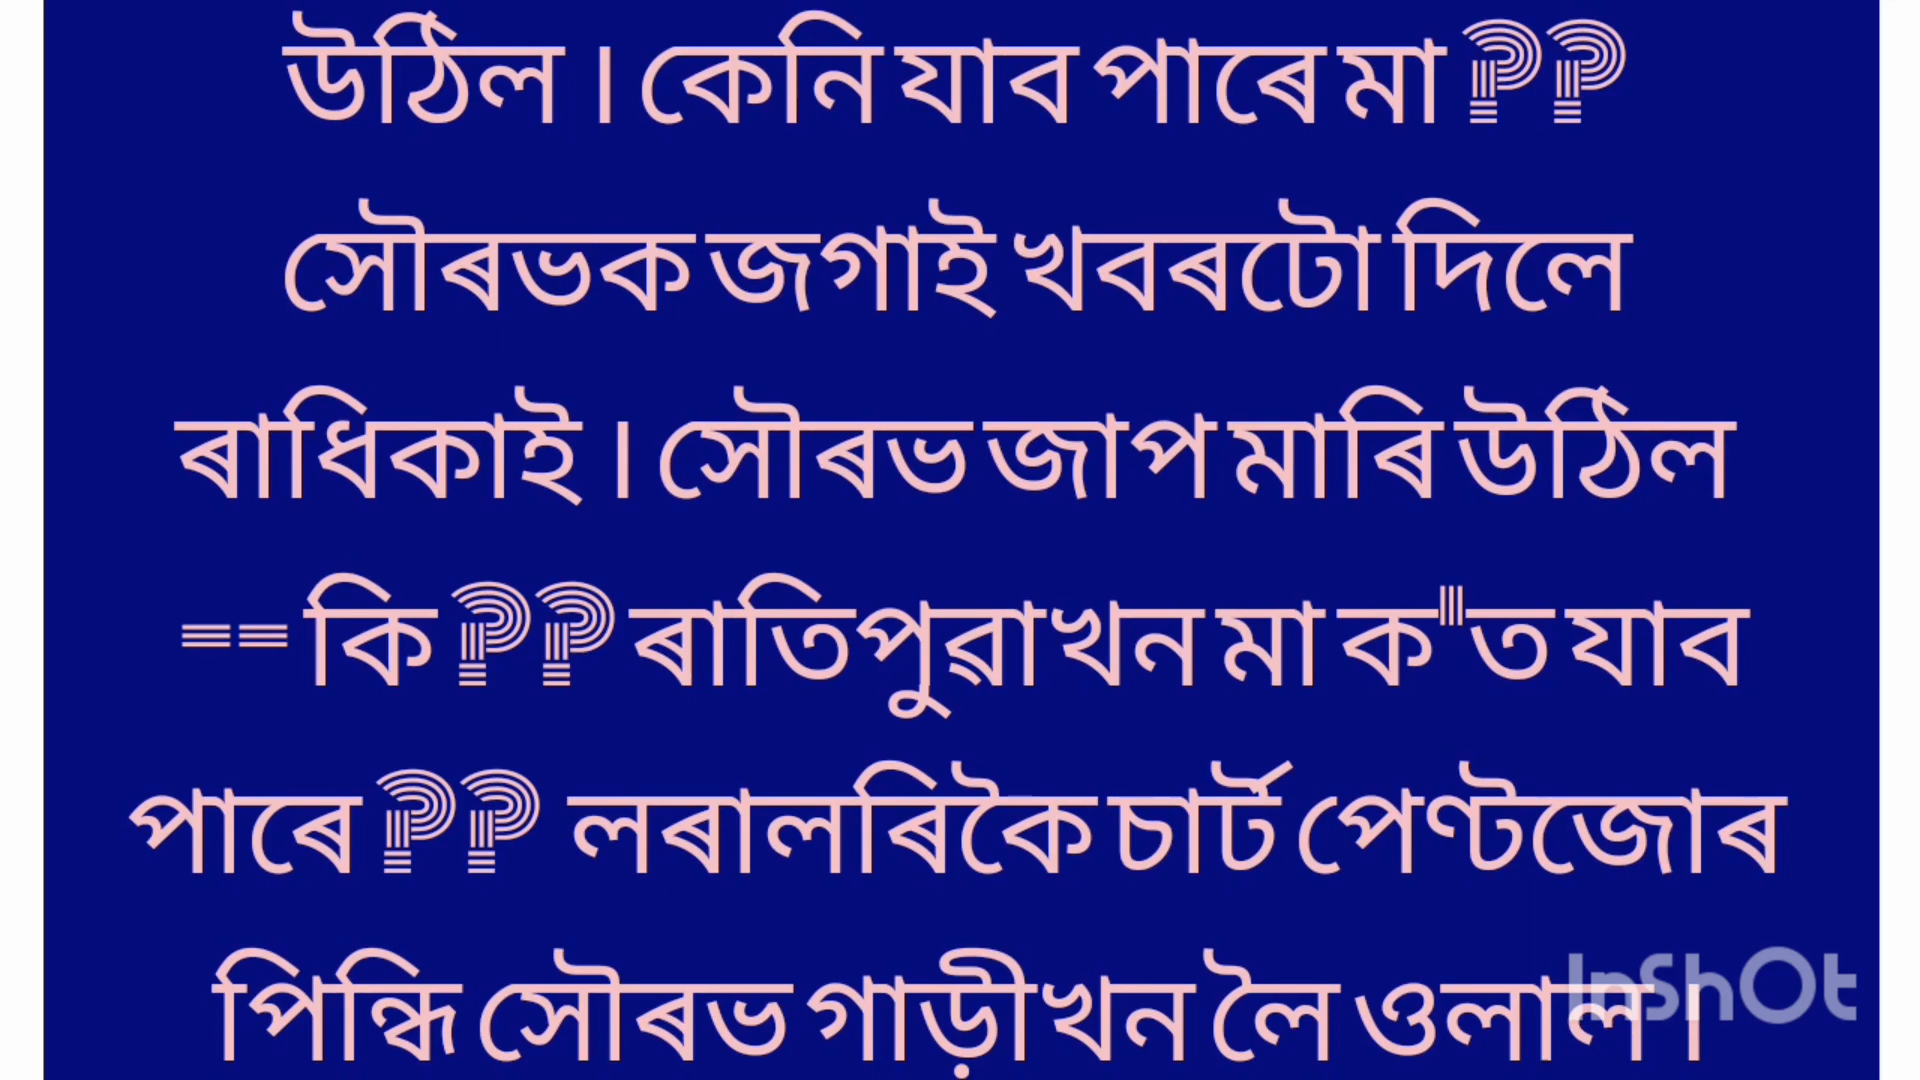 উঠিল । কেনি যাব পাৰে মা ??
সৌৰভক জগাই খবৰটো দিলে
ৰাধিকাই । সৌৰভ জাপ মাৰি উঠিল
== কি ?? ৰাতিপুৱাখন মা ক"ত যাব
পাৰে ?? লৰালৰিকৈ চাৰ্ট পেণ্টজোৰ
পিন্ধি সৌৰভ গাড়ীখন লৈ ওলাল ।
InShOt